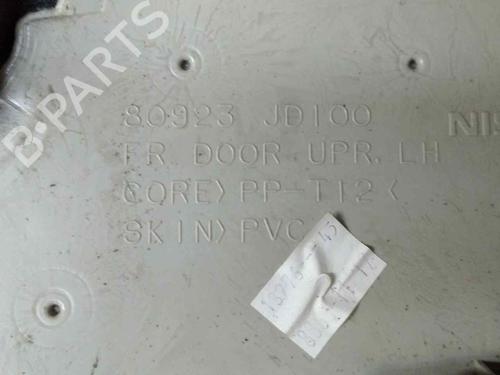 B-PARTS
80923 JD100
FR DOOR UPR. LH
CORE>PP-T12<
SKIN>PVC